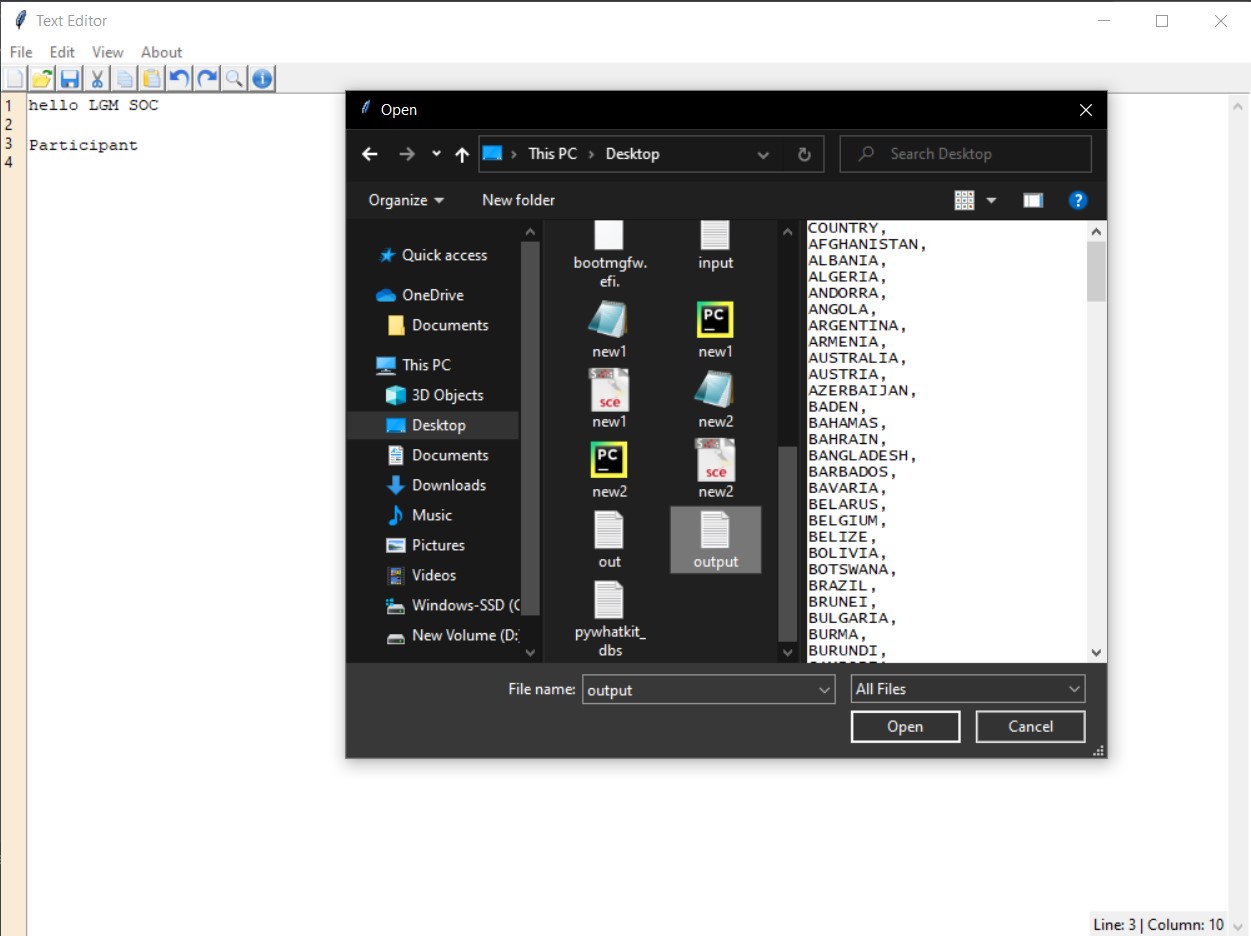 Text Editor
File Edit View About
1 hello LGM SOC
2
3 Participant
4
Open
This PC Desktop
Search Desktop
Organize New folder
Quick access
OneDrive
Documents
This PC
3D Objects
Desktop
Documents
Downloads
Music
Pictures
Videos
Windows-SSD (C
New Volume (D:
bootmgfw.
efi.
input
new1
PC
new1
sce
new1
new2
PC
new2
sce
new2
out
output
pywhatkit_
dbs
COUNTRY,
AFGHANISTAN,
ALBANIA,
ALGERIA,
ANDORRA,
ANGOLA,
ARGENTINA,
ARMENIA,
AUSTRALIA,
AUSTRIA,
AZERBAIJAN,
BADEN,
BAHAMAS,
BAHRAIN,
BANGLADESH,
BARBADOS,
BAVARIA,
BELARUS,
BELGIUM,
BELIZE,
BOLIVIA,
BOTSWANA,
BRAZIL,
BRUNEI,
BULGARIA,
BURMA,
BURUNDI,
File name: output
All Files
Open Cancel
Line: 3 | Column: 10